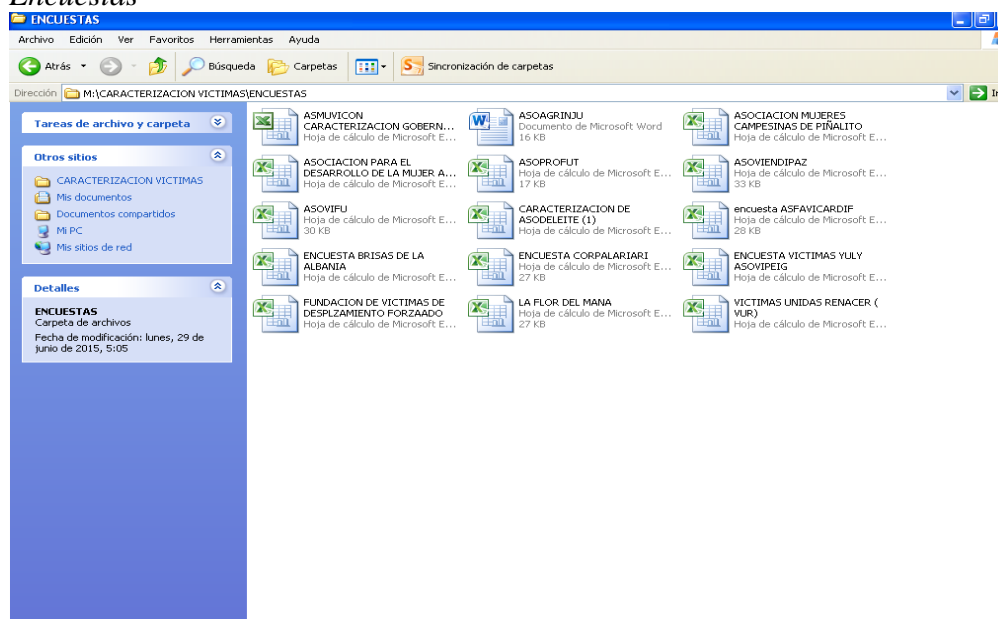 Encuestas
ENCUESTAS
Archivo Edición Ver Favoritos Herramientas Ayuda
Atrás Búsqueda Carpetas Sincronización de carpetas
Dirección M:\CARACTERIZACION VICTIMAS\ENCUESTAS
Tareas de archivo y carpeta
Otros sitios
CARACTERIZACION VICTIMAS
Mis documentos
Documentos compartidos
Mi PC
Mis sitios de red
Detalles
ENCUESTAS
Carpeta de archivos
Fecha de modificación: lunes, 29 de
junio de 2015, 5:05
ASMUVICON
CARACTERIZACION GOBERN...
Hoja de cálculo de Microsoft E...
ASOAGRINJU
Documento de Microsoft Word
16 KB
ASOCIACION MUJERES
CAMPESINAS DE PIÑALITO
Hoja de cálculo de Microsoft E...
ASOCIACION PARA EL
DESARROLLO DE LA MUJER A...
Hoja de cálculo de Microsoft E...
ASOPROFUT
Hoja de cálculo de Microsoft E...
17 KB
ASOVIENDIPAZ
Hoja de cálculo de Microsoft E...
33 KB
ASOVIFU
Hoja de cálculo de Microsoft E...
30 KB
CARACTERIZACION DE
ASODELEITE (1)
Hoja de cálculo de Microsoft E...
encuesta ASFAVICARDIF
Hoja de cálculo de Microsoft E...
28 KB
ENCUESTA BRISAS DE LA
ALBANIA
Hoja de cálculo de Microsoft E...
ENCUESTA CORPALARIARI
Hoja de cálculo de Microsoft E...
27 KB
ENCUESTA VICTIMAS YULY
ASOVIPEIG
Hoja de cálculo de Microsoft E...
FUNDACION DE VICTIMAS DE
DESPLZAMIENTO FORZAADO
Hoja de cálculo de Microsoft E...
LA FLOR DEL MANA
Hoja de cálculo de Microsoft E...
27 KB
VICTIMAS UNIDAS RENACER (
VUR)
Hoja de cálculo de Microsoft E...